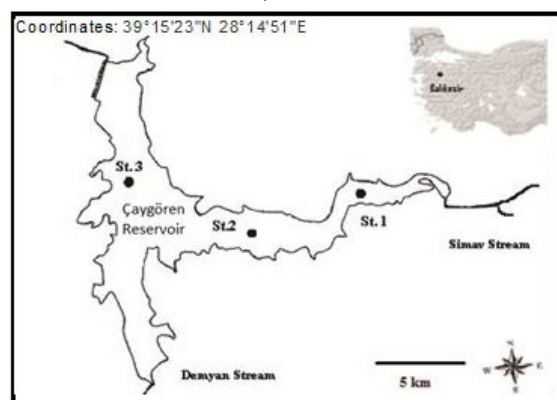 Coordinates: 39°15'23"N 28°14'51"E
Balıkesir
St.3
Çaygören
Reservoir
St.2
St.1
Simav Stream
Demyan Stream
5 km
N
W
E
S